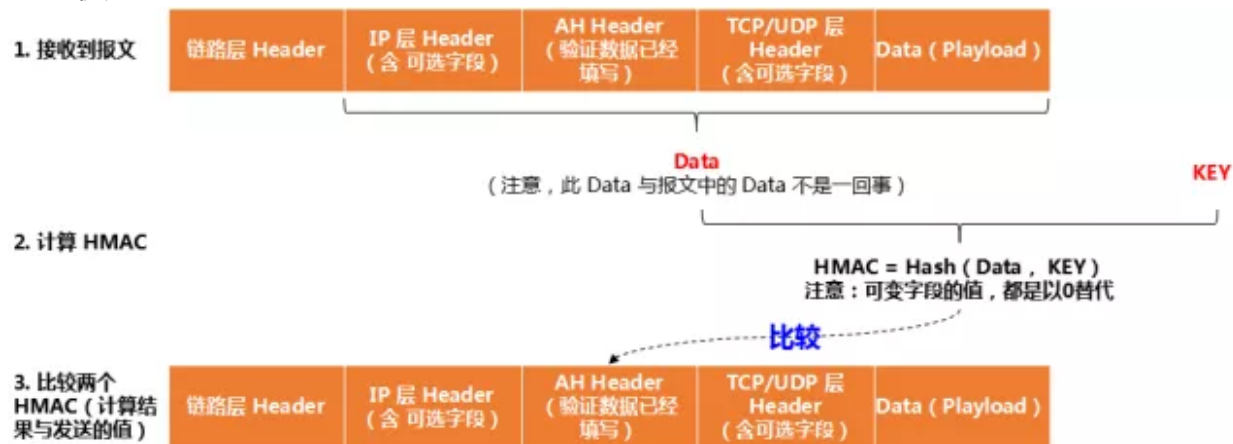 1. 接收到报文
链路层 Header
IP 层 Header
（含 可选字段）
AH Header
（验证数据已经
填写）
TCP/UDP 层
Header
（含可选字段）
Data（Playload）
Data
（注意，此 Data 与报文中的 Data 不是一回事）
KEY
2. 计算 HMAC
HMAC = Hash（Data， KEY）
注意：可变字段的值，都是以0替代
比较
3. 比较两个
HMAC（计算结
果与发送的值）
链路层 Header
IP 层 Header
（含 可选字段）
AH Header
（验证数据已经
填写）
TCP/UDP 层
Header
（含可选字段）
Data（Playload）